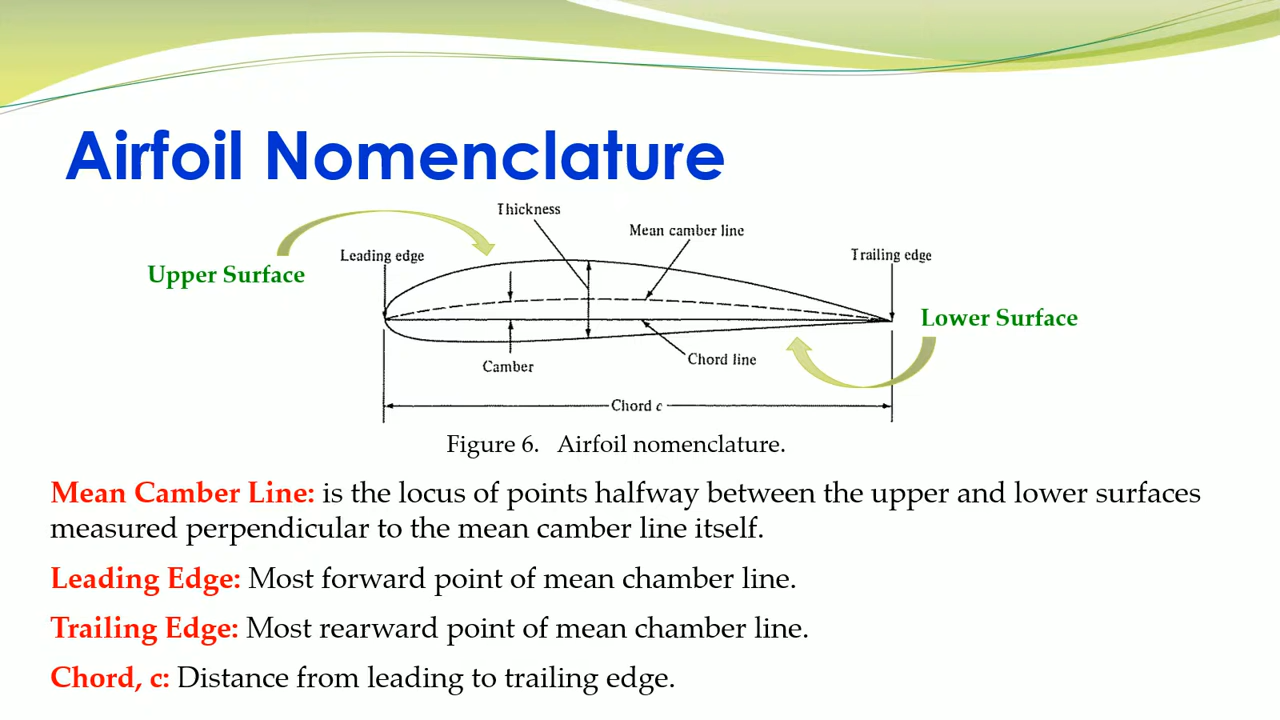 Airfoil Nomenclature
Thickness
Mean camber line
Leading edge
Trailing edge
Upper Surface
Lower Surface
Camber
Chord line
Chord c
Figure 6. Airfoil nomenclature.
Mean Camber Line: is the locus of points halfway between the upper and lower surfaces
measured perpendicular to the mean camber line itself.
Leading Edge: Most forward point of mean chamber line.
Trailing Edge: Most rearward point of mean chamber line.
Chord, c: Distance from leading to trailing edge.